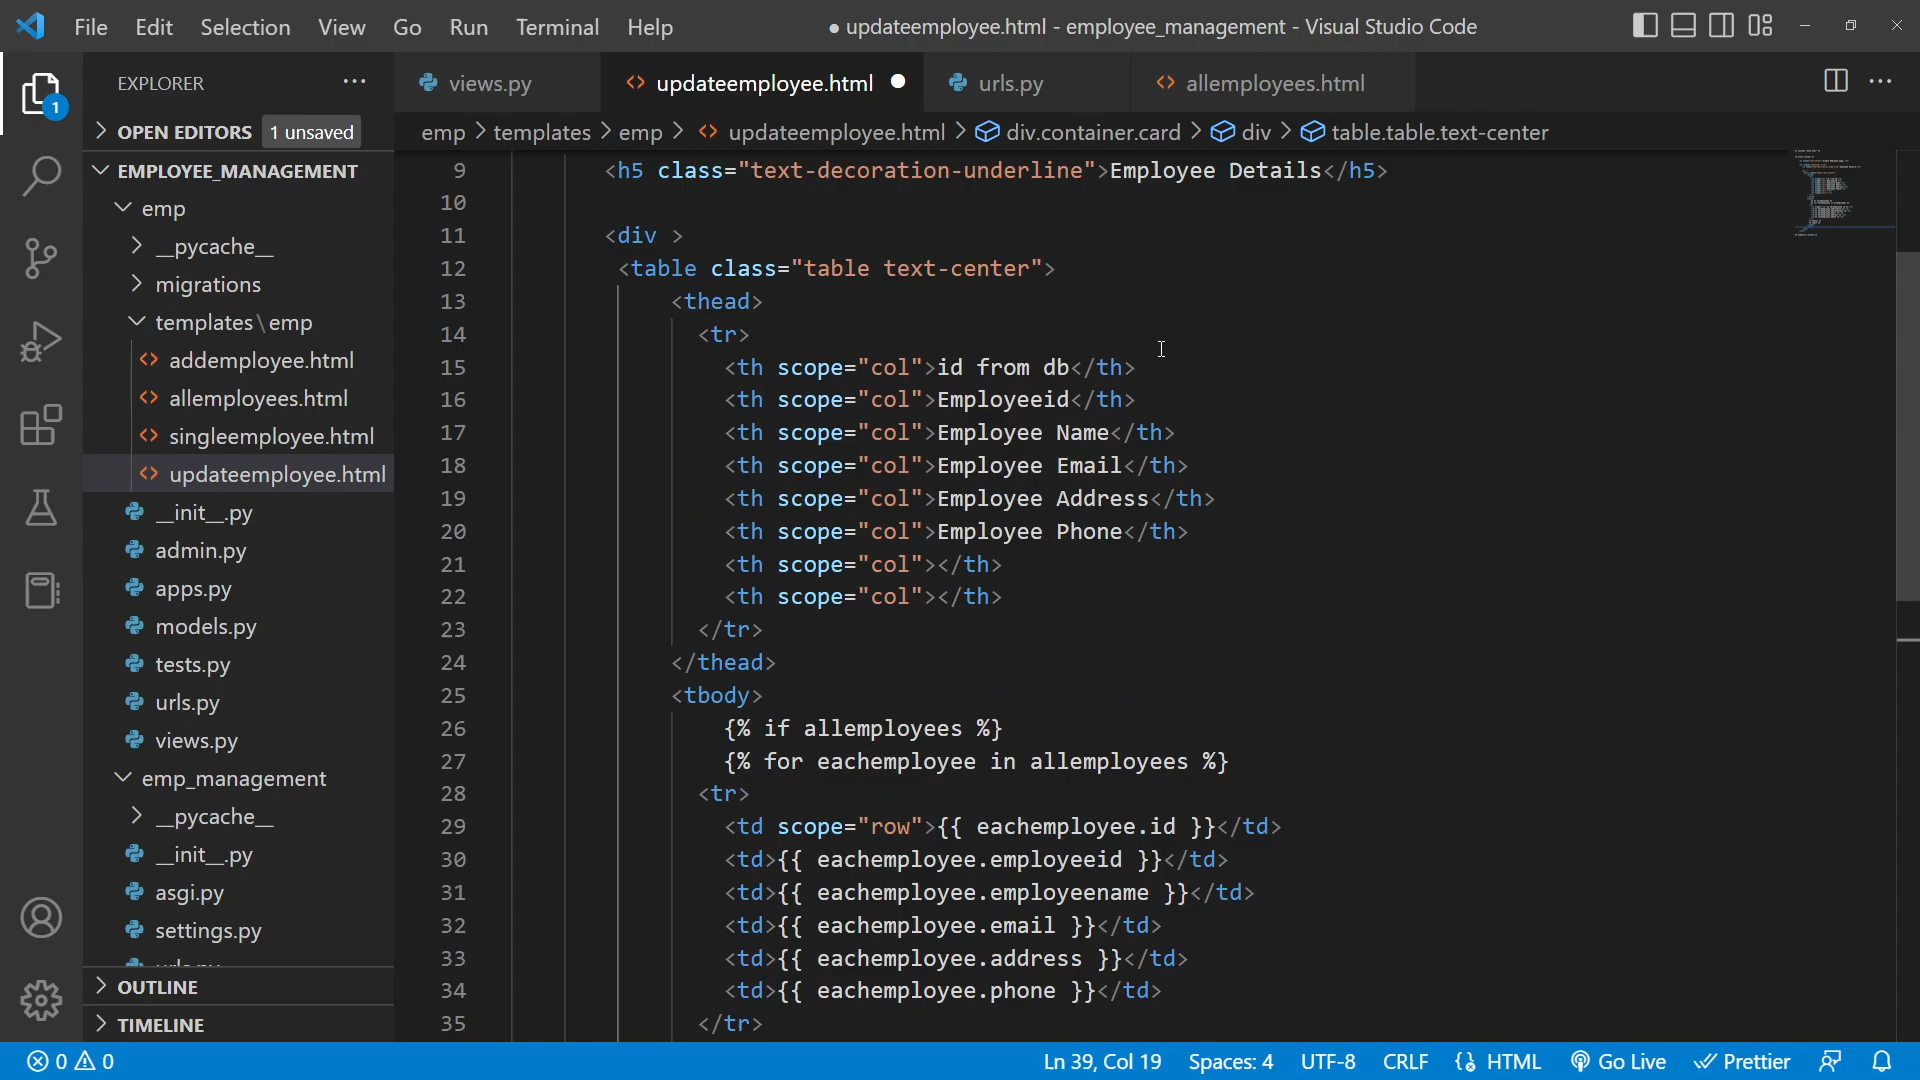 File Edit Selection View Go Run Terminal Help
● updateemployee.html - employee_management - Visual Studio Code
EXPLORER
views.py
updateemployee.html
urls.py
allemployees.html
1
OPEN EDITORS 1 unsaved
emp > templates > emp > updateemployee.html > div.container.card > div > table.table.text-center
EMPLOYEE_MANAGEMENT
emp
__pycache__
migrations
templates\emp
addemployee.html
allemployees.html
singleemployee.html
updateemployee.html
__init__.py
admin.py
apps.py
models.py
tests.py
urls.py
views.py
emp_management
__pycache__
__init__.py
asgi.py
settings.py
OUTLINE
TIMELINE
9 <h5 class="text-decoration-underline">Employee Details</h5>
10
11 <div >
12 <table class="table text-center">
13 <thead>
14 <tr>
15 <th scope="col">id from db</th>
16 <th scope="col">Employeeid</th>
17 <th scope="col">Employee Name</th>
18 <th scope="col">Employee Email</th>
19 <th scope="col">Employee Address</th>
20 <th scope="col">Employee Phone</th>
21 <th scope="col"></th>
22 <th scope="col"></th>
23 </tr>
24 </thead>
25 <tbody>
26 {% if allemployees %}
27 {% for eachemployee in allemployees %}
28 <tr>
29 <td scope="row">{{ eachemployee.id }}</td>
30 <td>{{ eachemployee.employeeid }}</td>
31 <td>{{ eachemployee.employeename }}</td>
32 <td>{{ eachemployee.email }}</td>
33 <td>{{ eachemployee.address }}</td>
34 <td>{{ eachemployee.phone }}</td>
35 </tr>
0 0
Ln 39, Col 19 Spaces: 4 UTF-8 CRLF HTML Go Live Prettier